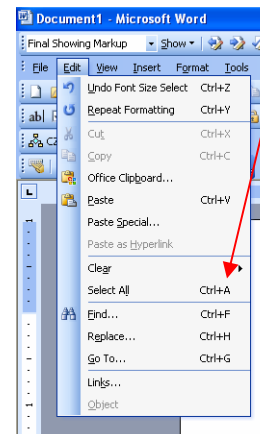 Document1 - Microsoft Word
Final Showing Markup Show
File Edit View Insert Format Tools
Undo Font Size Select Ctrl+Z
Repeat Formatting Ctrl+Y
Cut Ctrl+X
Copy Ctrl+C
Office Clipboard...
Paste Ctrl+V
Paste Special...
Paste as Hyperlink
Clear
Select All Ctrl+A
Find... Ctrl+F
Replace... Ctrl+H
Go To... Ctrl+G
Links...
Object